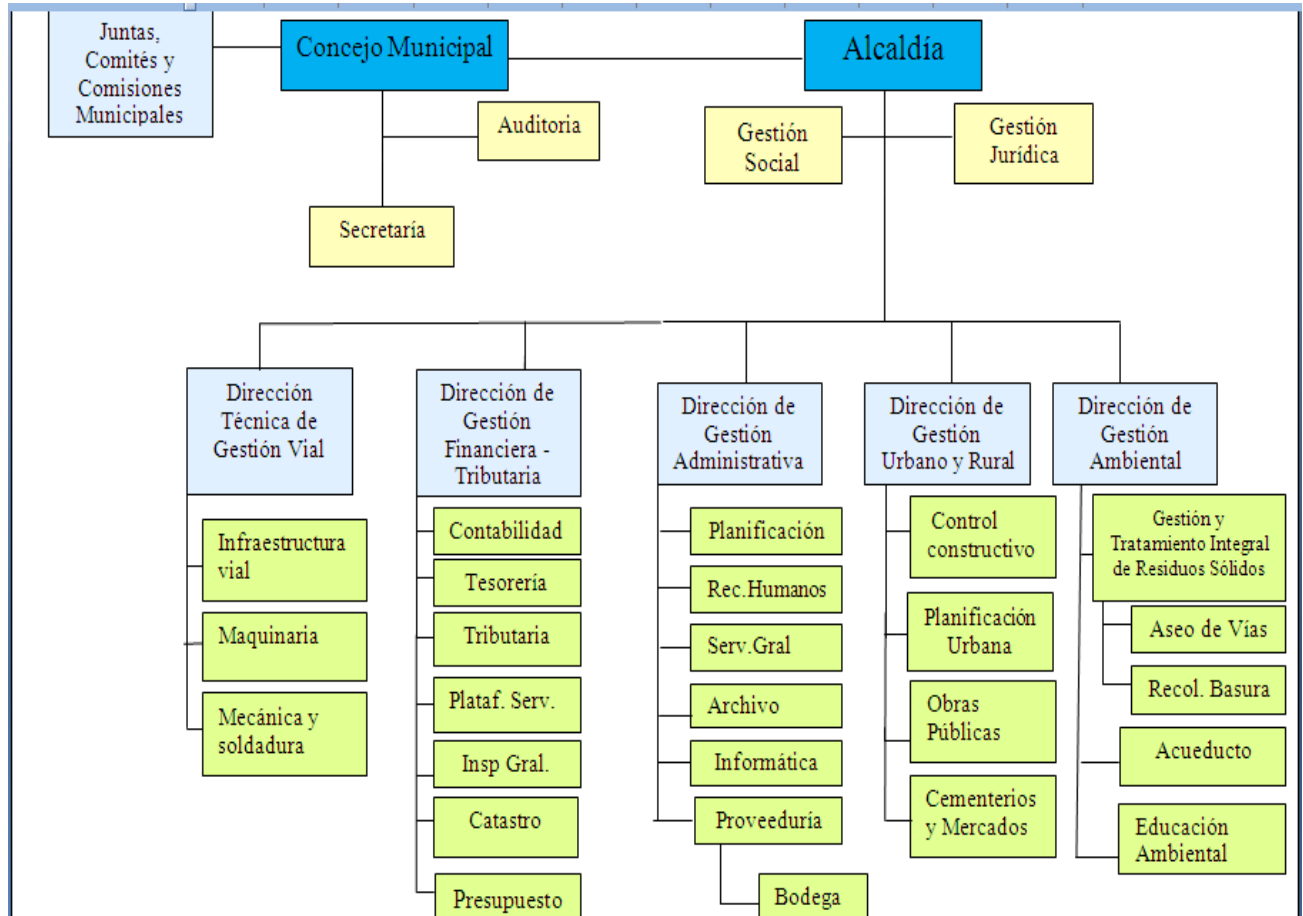 Juntas,
Comités y
Comisiones
Municipales
Concejo Municipal
Alcaldía
Auditoria
Secretaría
Gestión
Social
Gestión
Jurídica
Dirección
Técnica de
Gestión Vial
Infraestructura
vial
Maquinaria
Mecánica y
soldadura
Dirección de
Gestión
Financiera -
Tributaria
Contabilidad
Tesorería
Tributaria
Plataf. Serv.
Insp Gral.
Catastro
Presupuesto
Dirección de
Gestión
Administrativa
Planificación
Rec.Humanos
Serv.Gral
Archivo
Informática
Proveeduría
Bodega
Dirección de
Gestión
Urbano y Rural
Control
constructivo
Planificación
Urbana
Obras
Públicas
Cementerios
y Mercados
Dirección de
Gestión
Ambiental
Gestión y
Tratamiento Integral
de Residuos Sólidos
Aseo de Vías
Recol. Basura
Acueducto
Educación
Ambiental